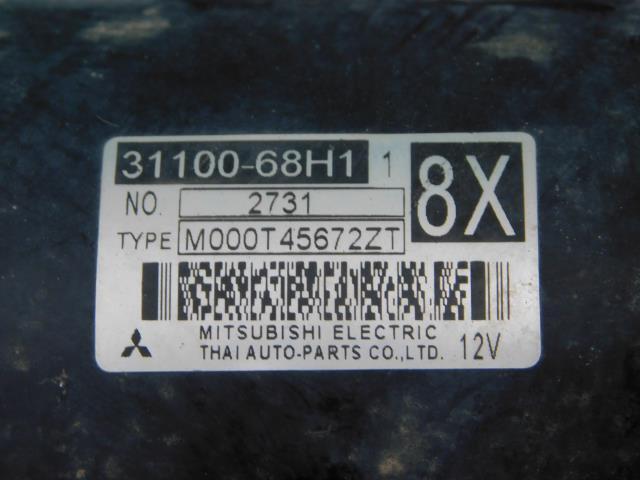 31100-68H1 1
8X
NO. 2731
TYPE M000T45672ZT
MITSUBISHI ELECTRIC
THAI AUTO-PARTS CO.,LTD. 12V